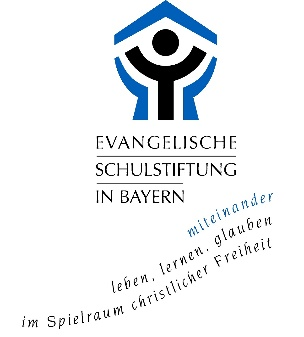 EVANGELISCHE
SCHULSTIFTUNG
IN BAYERN
miteinander
leben, lernen, glauben
im Spielraum christlicher Freiheit